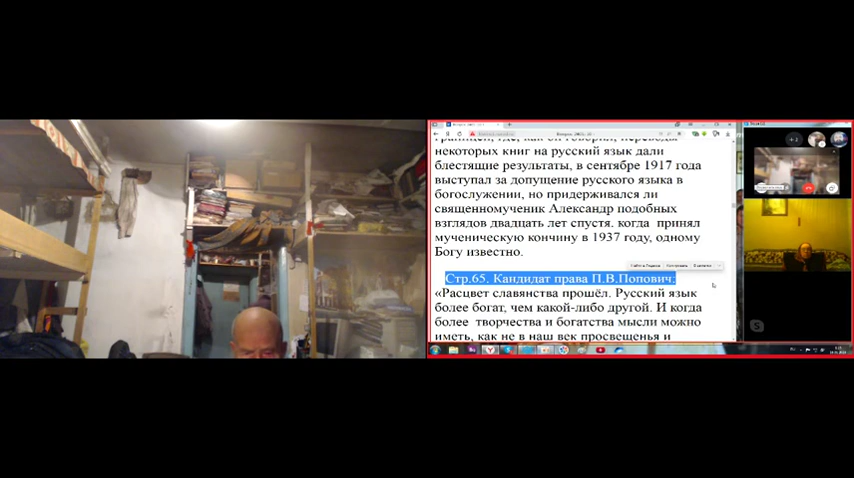 некоторых книг на русский язык дали
блестящие результаты, в сентябре 1917 года
выступал за допущение русского языка в
богослужении, но придерживался ли
священномученик Александр подобных
взглядов двадцать лет спустя. когда принял
мученическую кончину в 1937 году, одному
Богу известно.
Стр.65. Кандидат права П.В.Попович:
«Расцвет славянства прошёл. Русский язык
более богат, чем какой-либо другой. И когда
более творчества и богатства мысли можно
иметь, как не в наш век просвещенья и